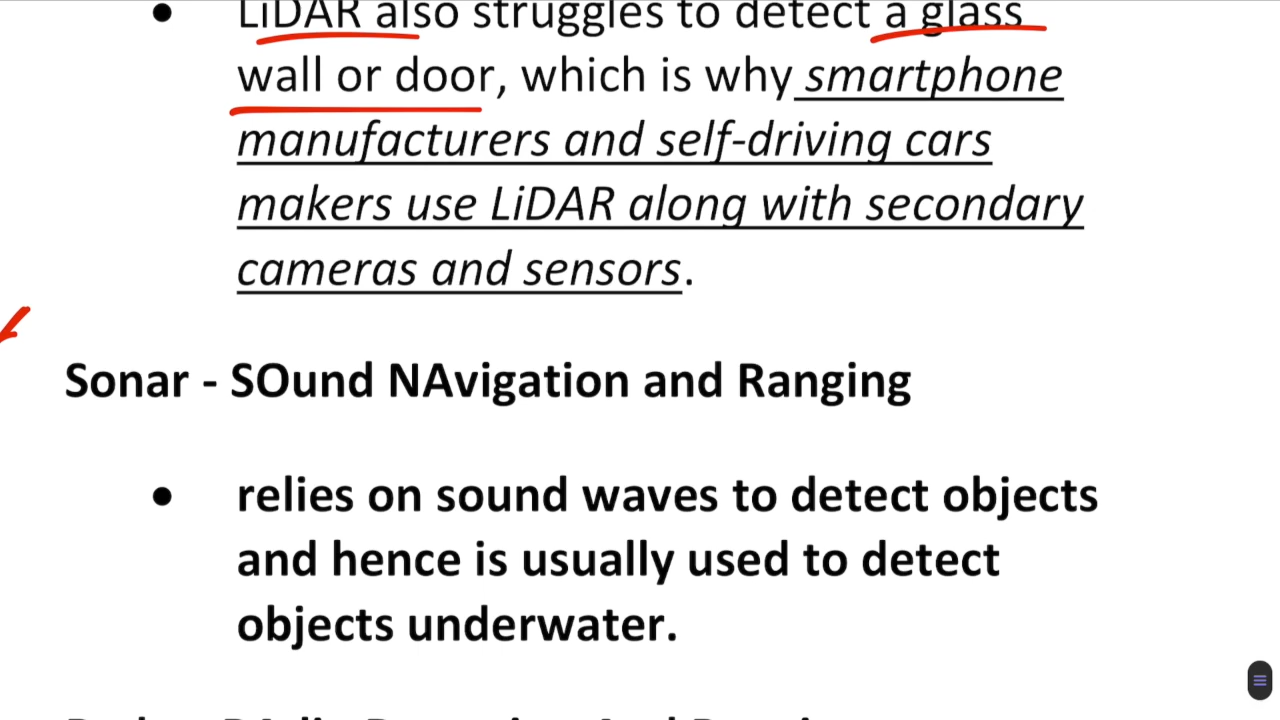 LiDAR also struggles to detect a glass
wall or door, which is why smartphone
manufacturers and self-driving cars
makers use LiDAR along with secondary
cameras and sensors.
Sonar - SOund NAvigation and Ranging
relies on sound waves to detect objects
and hence is usually used to detect
objects underwater.